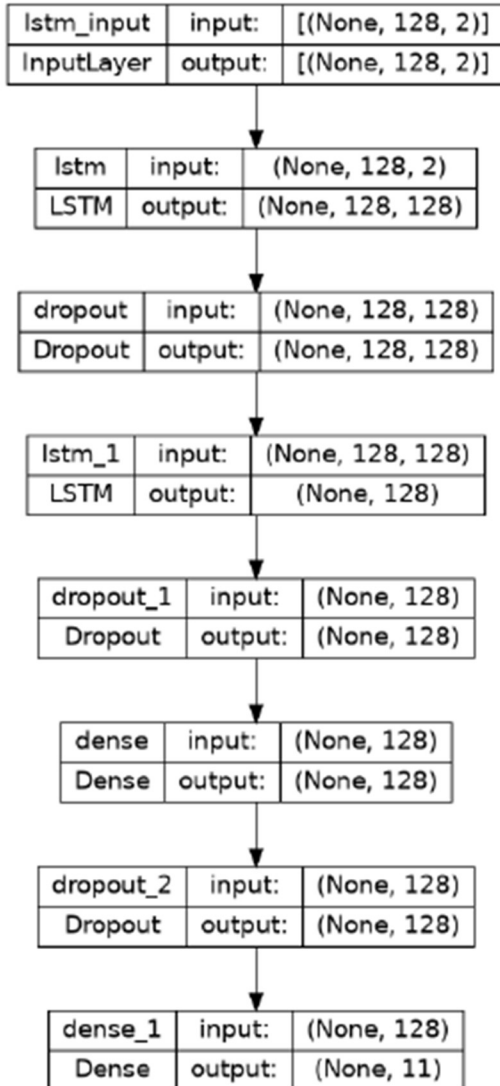 lstm_input input: [(None, 128, 2)]
InputLayer output: [(None, 128, 2)]
lstm input: (None, 128, 2)
LSTM output: (None, 128, 128)
dropout input: (None, 128, 128)
Dropout output: (None, 128, 128)
lstm_1 input: (None, 128, 128)
LSTM output: (None, 128)
dropout_1 input: (None, 128)
Dropout output: (None, 128)
dense input: (None, 128)
Dense output: (None, 128)
dropout_2 input: (None, 128)
Dropout output: (None, 128)
dense_1 input: (None, 128)
Dense output: (None, 11)